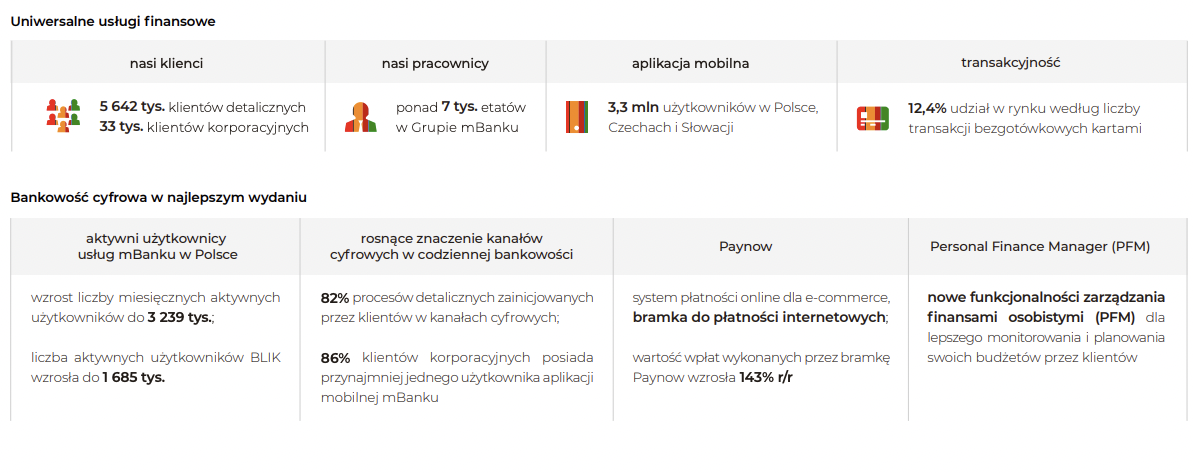 Uniwersalne usługi finansowe
nasi klienci
5 642 tys. klientów detalicznych
33 tys. klientów korporacyjnych
nasi pracownicy
ponad 7 tys. etatów
w Grupie mBanku
aplikacja mobilna
3,3 mln użytkowników w Polsce,
Czechach i Słowacji
transakcyjność
12,4% udział w rynku według liczby
transakcji bezgotówkowych kartami
Bankowość cyfrowa w najlepszym wydaniu
aktywni użytkownicy
usług mBanku w Polsce
wzrost liczby miesięcznych aktywnych
użytkowników do 3 239 tys.;
liczba aktywnych użytkowników BLIK
wzrosła do 1 685 tys.
rosnące znaczenie kanałów
cyfrowych w codziennej bankowości
82% procesów detalicznych zainicjowanych
przez klientów w kanałach cyfrowych;
86% klientów korporacyjnych posiada
przynajmniej jednego użytkownika aplikacji
mobilnej mBanku
Paynow
system płatności online dla e-commerce,
bramka do płatności internetowych;
wartość wpłat wykonanych przez bramkę
Paynow wzrosła 143% r/r
Personal Finance Manager (PFM)
nowe funkcjonalności zarządzania
finansami osobistymi (PFM) dla
lepszego monitorowania i planowania
swoich budżetów przez klientów